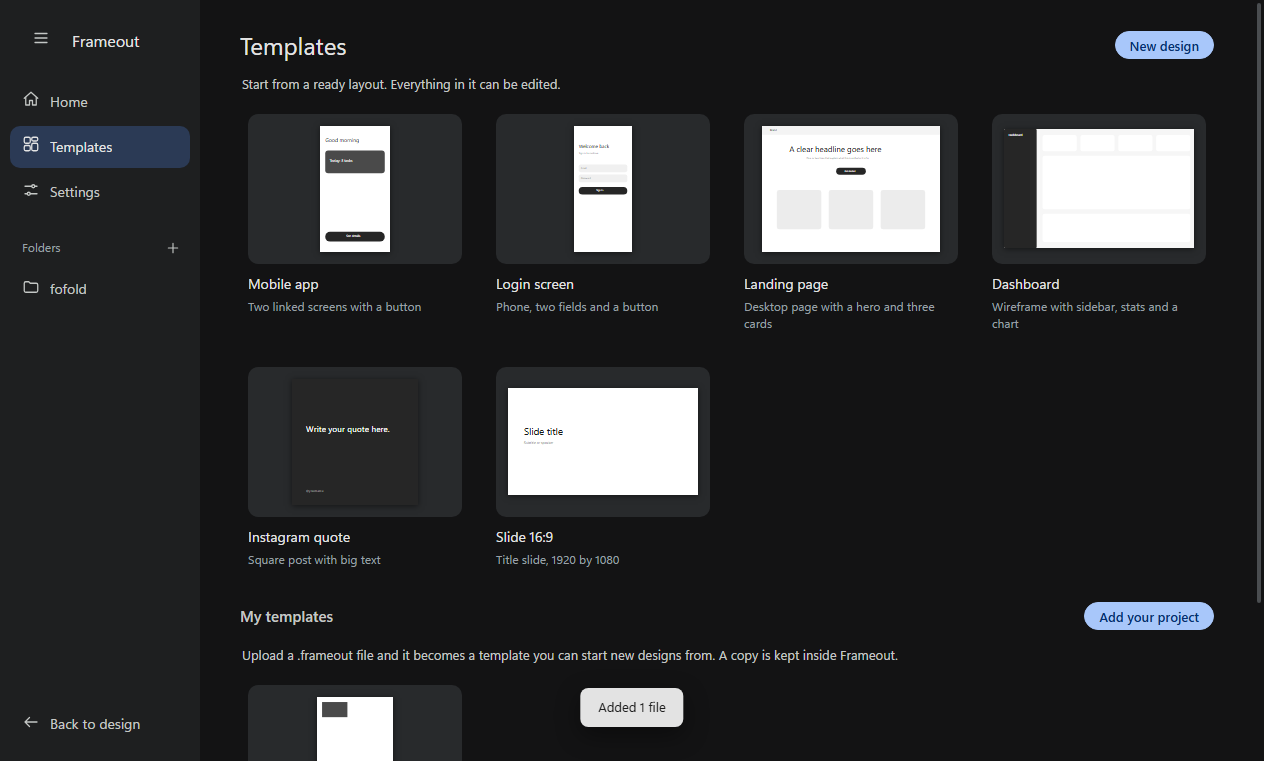 Frameout
Home
Templates
Settings
Folders
fofold
Back to design
Templates
New design
Start from a ready layout. Everything in it can be edited.
Good morning
Today: 3 tasks
Mobile app
Two linked screens with a button
Welcome back
Login screen
Phone, two fields and a button
A clear headline goes here
Landing page
Desktop page with a hero and three
cards
Dashboard
Dashboard
Wireframe with sidebar, stats and a
chart
Write your quote here.
Instagram quote
Square post with big text
Slide title
Slide 16:9
Title slide, 1920 by 1080
My templates
Add your project
Upload a .frameout file and it becomes a template you can start new designs from. A copy is kept inside Frameout.
Added 1 file